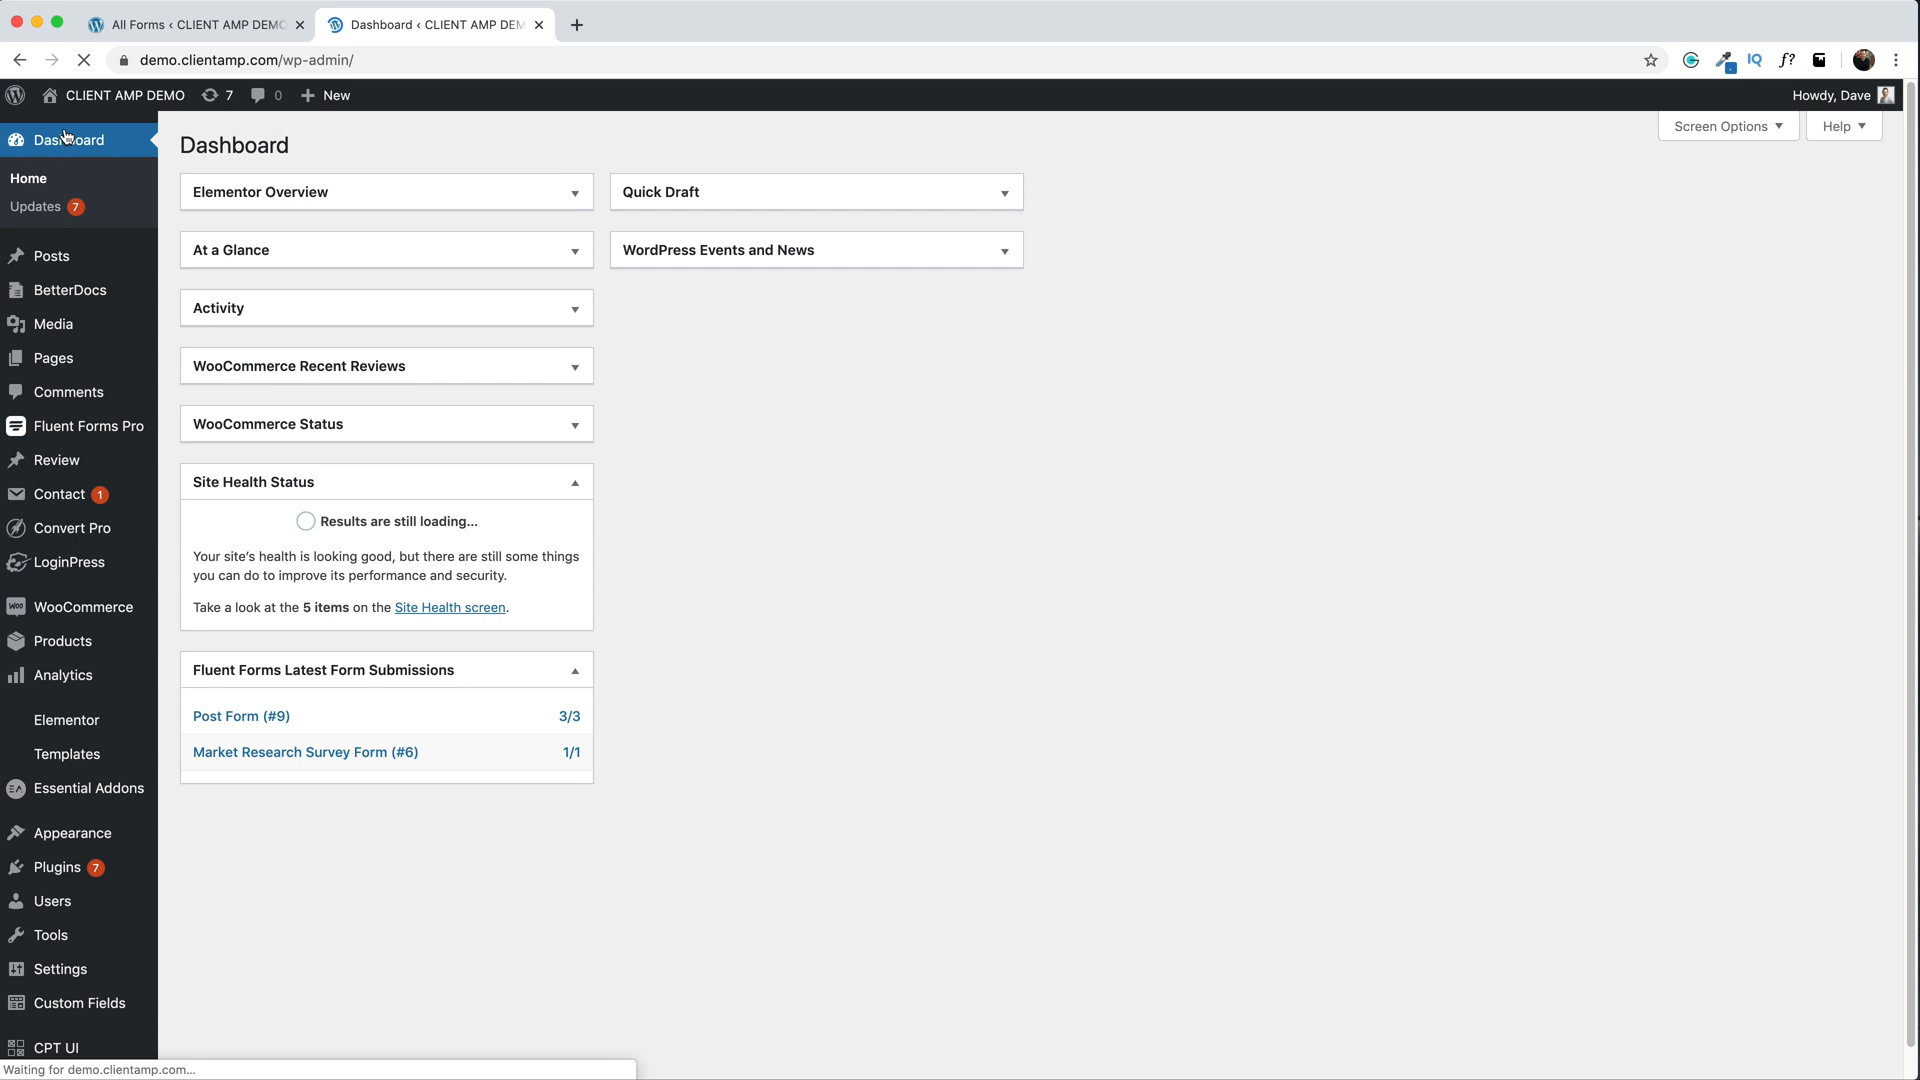 All Forms ‹ CLIENT AMP DEMO
Dashboard ‹ CLIENT AMP DEM
demo.clientamp.com/wp-admin/
IQ
f?
CLIENT AMP DEMO
7
0
New
Howdy, Dave
Dashboard
Home
Updates 7
Posts
BetterDocs
Media
Pages
Comments
Fluent Forms Pro
Review
Contact 1
Convert Pro
LoginPress
Woo
WooCommerce
Products
Analytics
Elementor
Templates
EA
Essential Addons
Appearance
Plugins 7
Users
Tools
Settings
Custom Fields
CPT UI
Dashboard
Screen Options
Help
Elementor Overview
At a Glance
Activity
WooCommerce Recent Reviews
WooCommerce Status
Site Health Status
Results are still loading...
Your site's health is looking good, but there are still some things
you can do to improve its performance and security.
Take a look at the 5 items on the Site Health screen.
Fluent Forms Latest Form Submissions
Post Form (#9) 3/3
Market Research Survey Form (#6) 1/1
Quick Draft
WordPress Events and News
Waiting for demo.clientamp.com...